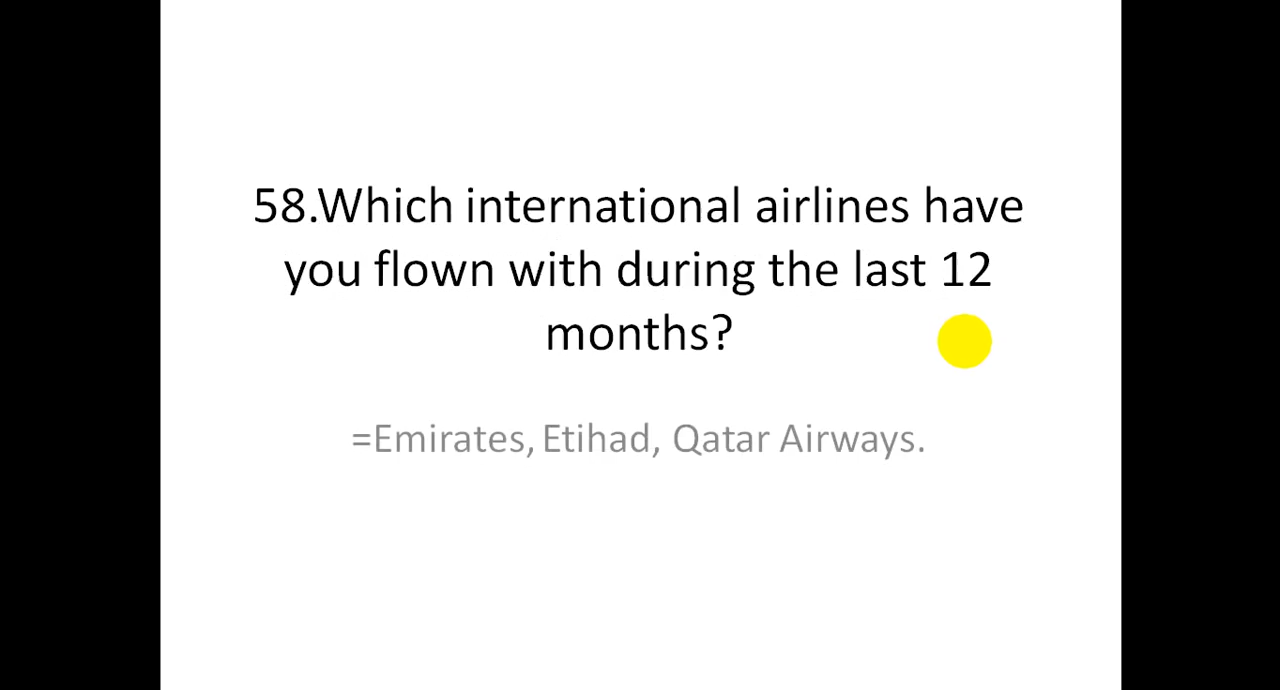 58.Which international airlines have
you flown with during the last 12
months?
=Emirates, Etihad, Qatar Airways.